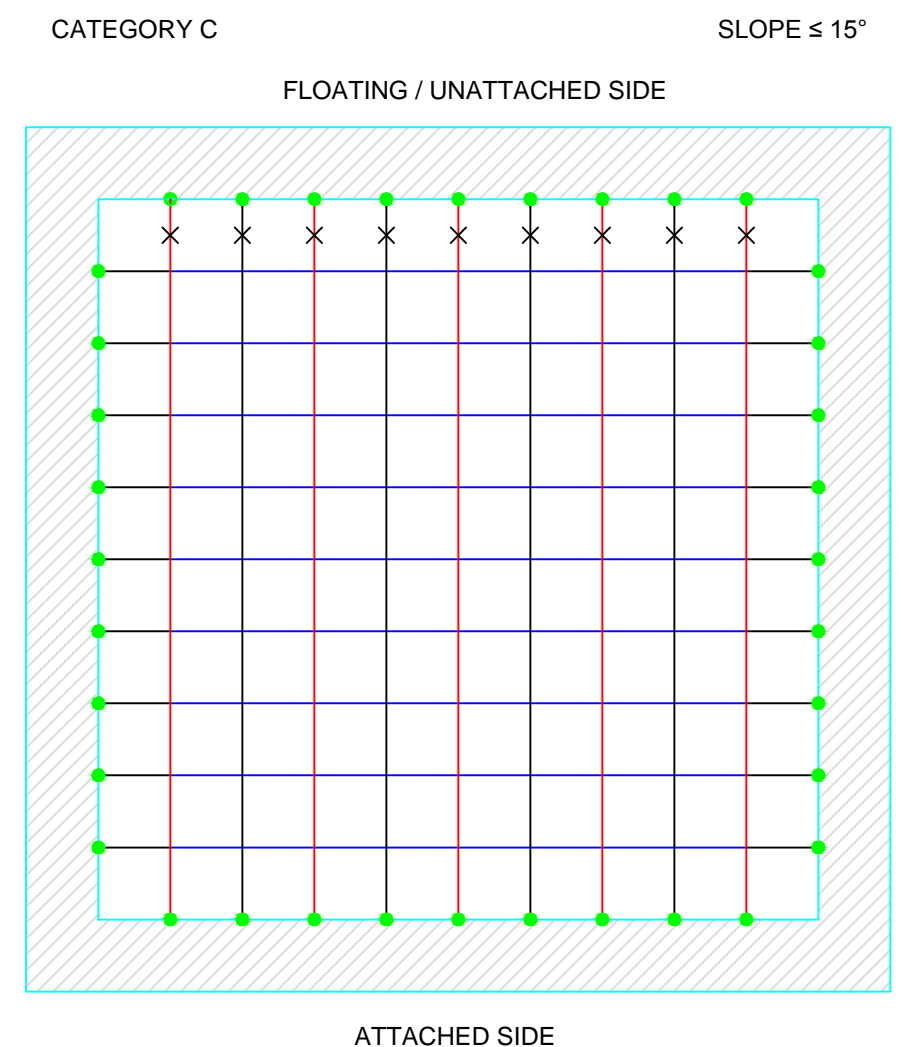 CATEGORY C
SLOPE ≤ 15°
FLOATING / UNATTACHED SIDE
ATTACHED SIDE